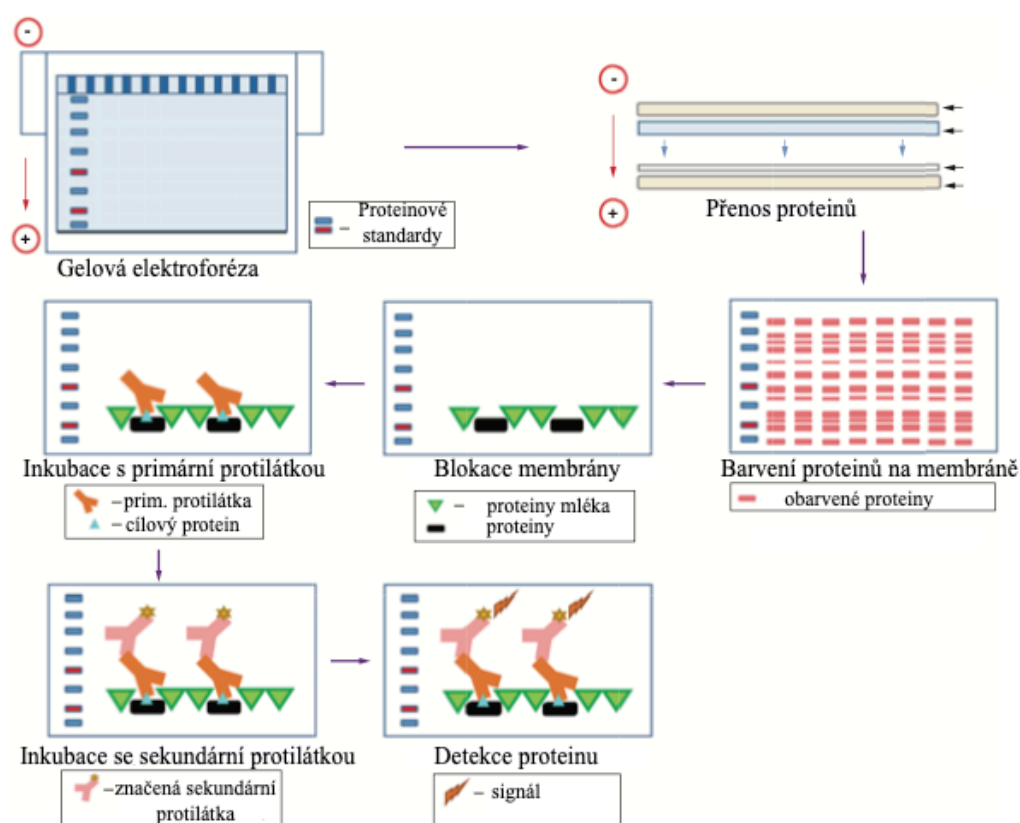 -
+
– Proteinové
standardy
Gelová elektroforéza
-
+
Přenos proteinů
Barvení proteinů na membráně
obarvené proteiny
Blokace membrány
– proteiny mléka
proteiny
Inkubace s primární protilátkou
–prim. protilátka
– cílový protein
Inkubace se sekundární protilátkou
–značená sekundární
protilátka
Detekce proteinu
– signál